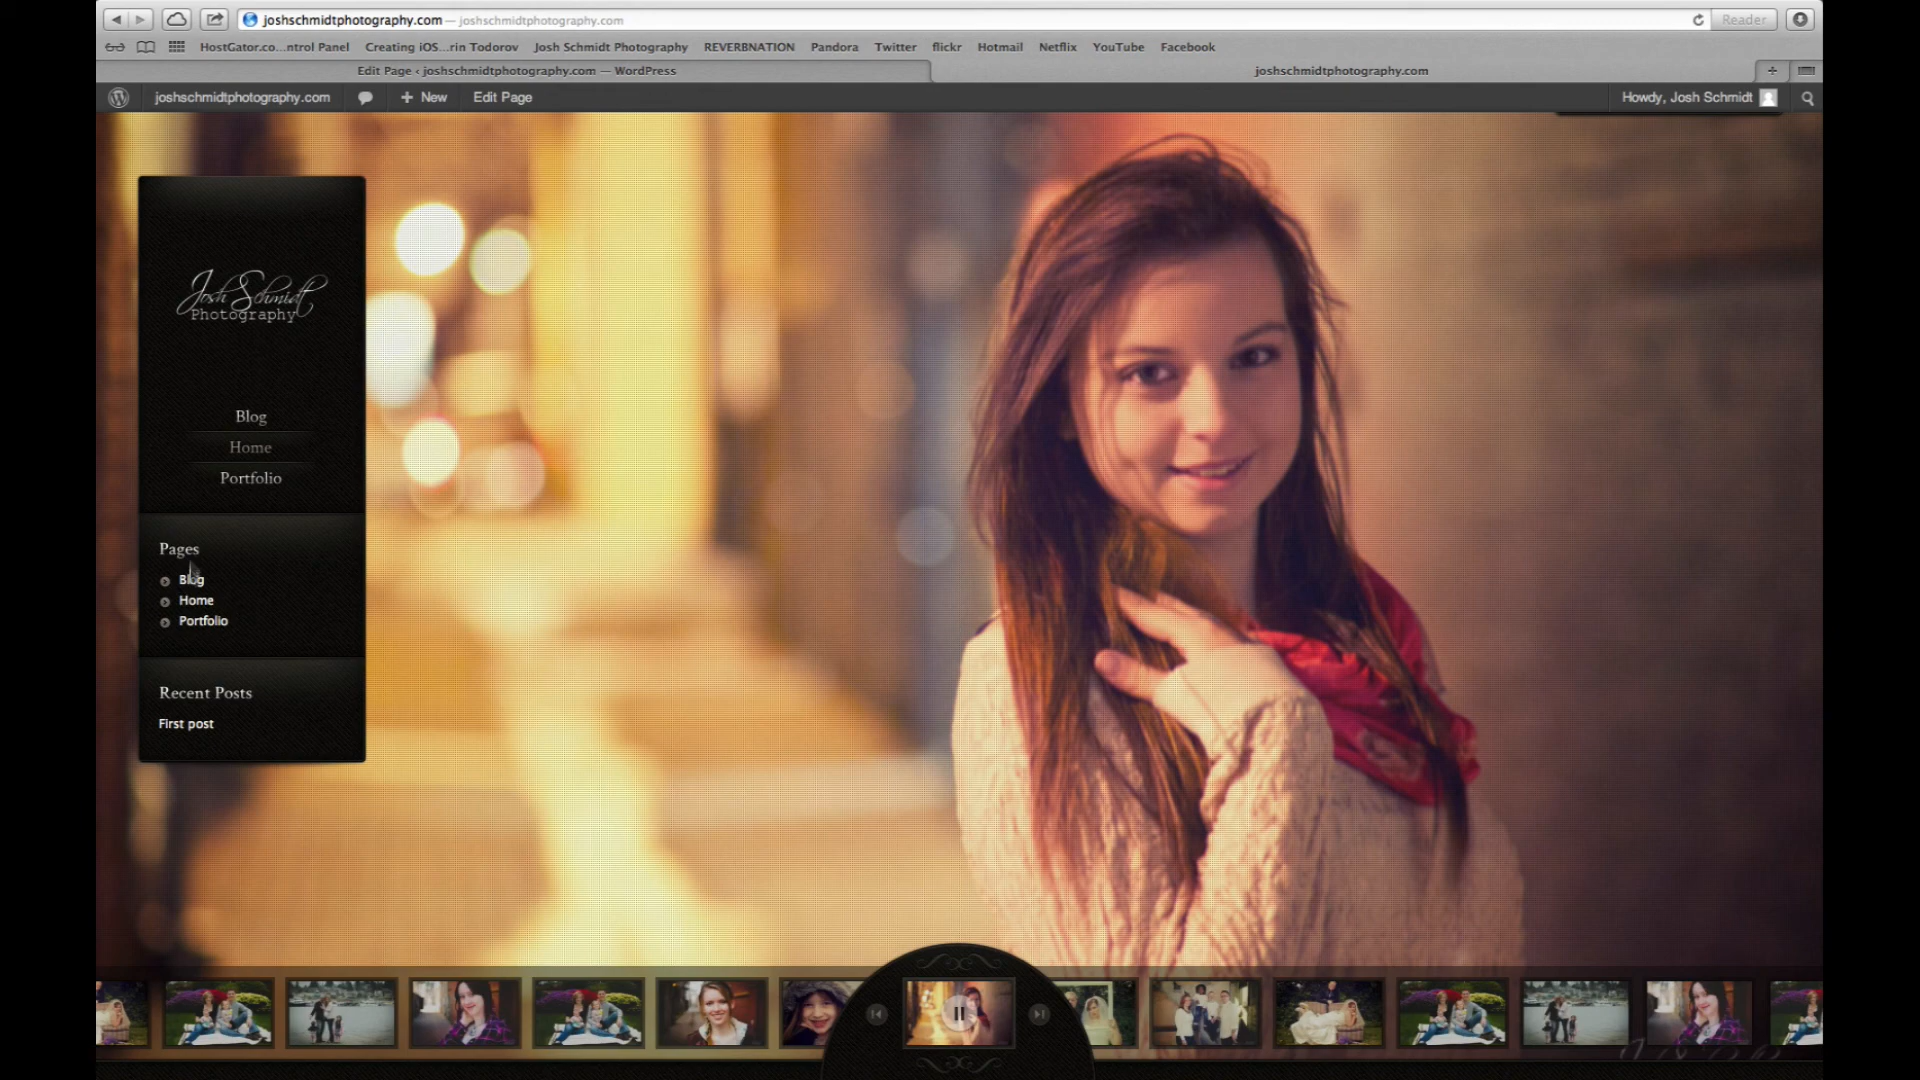 joshschmidtphotography.com — joshschmidtphotography.com
Reader
HostGator.co...ntrol Panel Creating iOS...rin Todorov Josh Schmidt Photography REVERBNATION Pandora Twitter flickr Hotmail Netflix YouTube Facebook
Edit Page ‹ joshschmidtphotography.com — WordPress
joshschmidtphotography.com
joshschmidtphotography.com + New Edit Page
Howdy, Josh Schmidt
Josh Schmidt
Photography
Blog
Home
Portfolio
Pages
Blog
Home
Portfolio
Recent Posts
First post